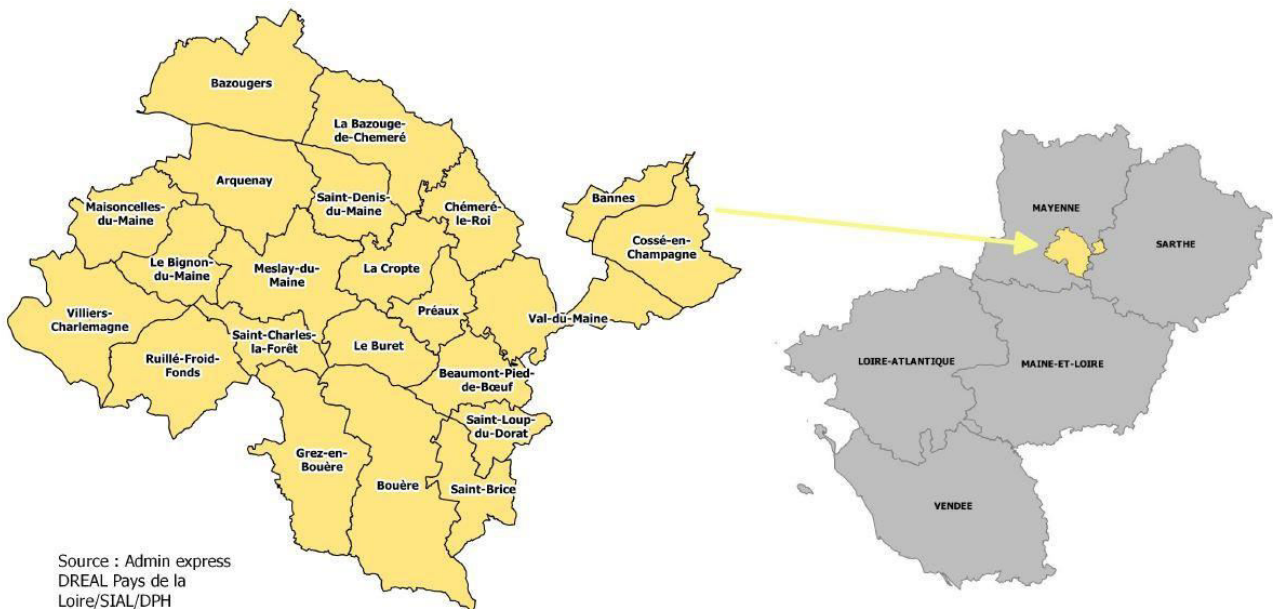 Bazougers
La Bazouge-
de-Chemeré
Arquenay
Saint-Denis-
du-Maine
Chémeré-
le-Roi
Maisoncelles-
du-Maine
Le Bignon-
du-Maine
Meslay-du-
Maine
La Cropte
Bannes
Cossé-en-
Champagne
Villiers-
Charlemagne
Ruillé-Froid-
Fonds
Saint-Charles-
la-Forêt
Le Buret
Préaux
Val-du-Maine
Beaumont-Pied-
de-Bœuf
Saint-Loup-
du-Dorat
Grez-en-
Bouère
Bouère
Saint-Brice
Source : Admin express
DREAL Pays de la
Loire/SIAL/DPH
MAYENNE
SARTHE
LOIRE-ATLANTIQUE
MAINE-ET-LOIRE
VENDEE